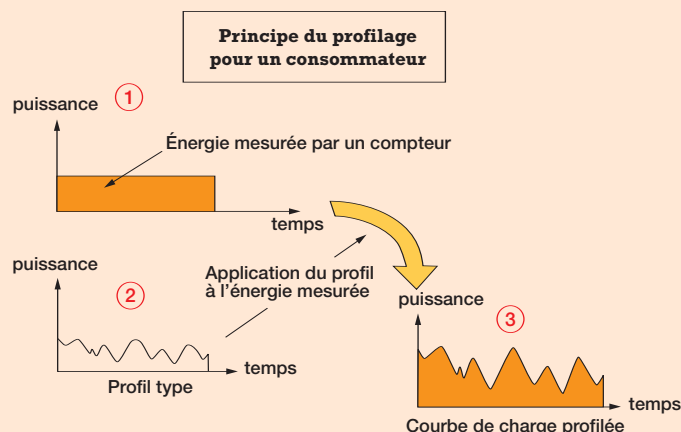 Principe du profilage
pour un consommateur
1
puissance
Énergie mesurée par un compteur
temps
puissance
2
Application du profil
à l'énergie mesurée
temps
Profil type
puissance
3
temps
Courbe de charge profilée